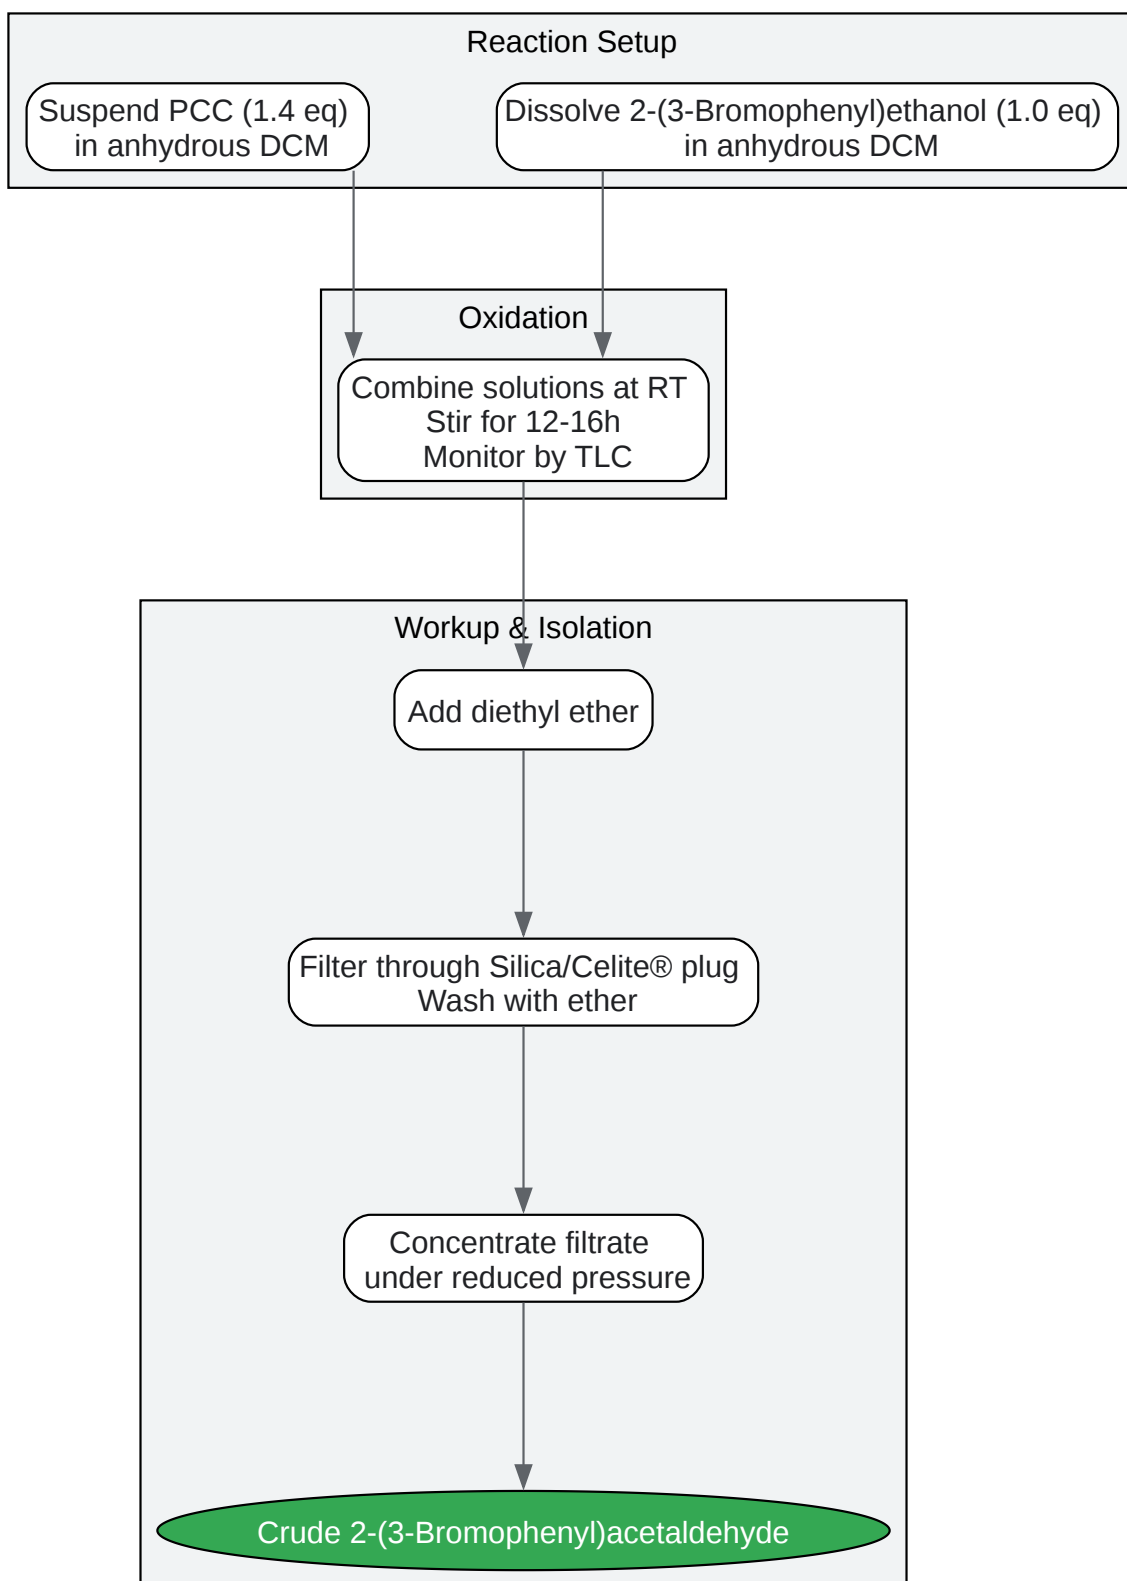 Reaction Setup
Suspend PCC (1.4 eq)
in anhydrous DCM
Dissolve 2-(3-Bromophenyl)ethanol (1.0 eq)
in anhydrous DCM
Oxidation
Combine solutions at RT
Stir for 12-16h
Monitor by TLC
Workup & Isolation
Add diethyl ether
Filter through Silica/Celite® plug
Wash with ether
Concentrate filtrate
under reduced pressure
Crude 2-(3-Bromophenyl)acetaldehyde